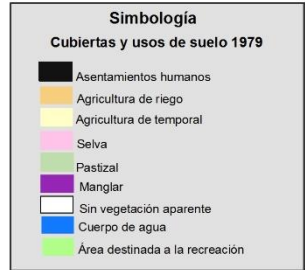 Simbología
Cubiertas y usos de suelo 1979
Asentamientos humanos
Agricultura de riego
Agricultura de temporal
Selva
Pastizal
Manglar
Sin vegetación aparente
Cuerpo de agua
Área destinada a la recreación